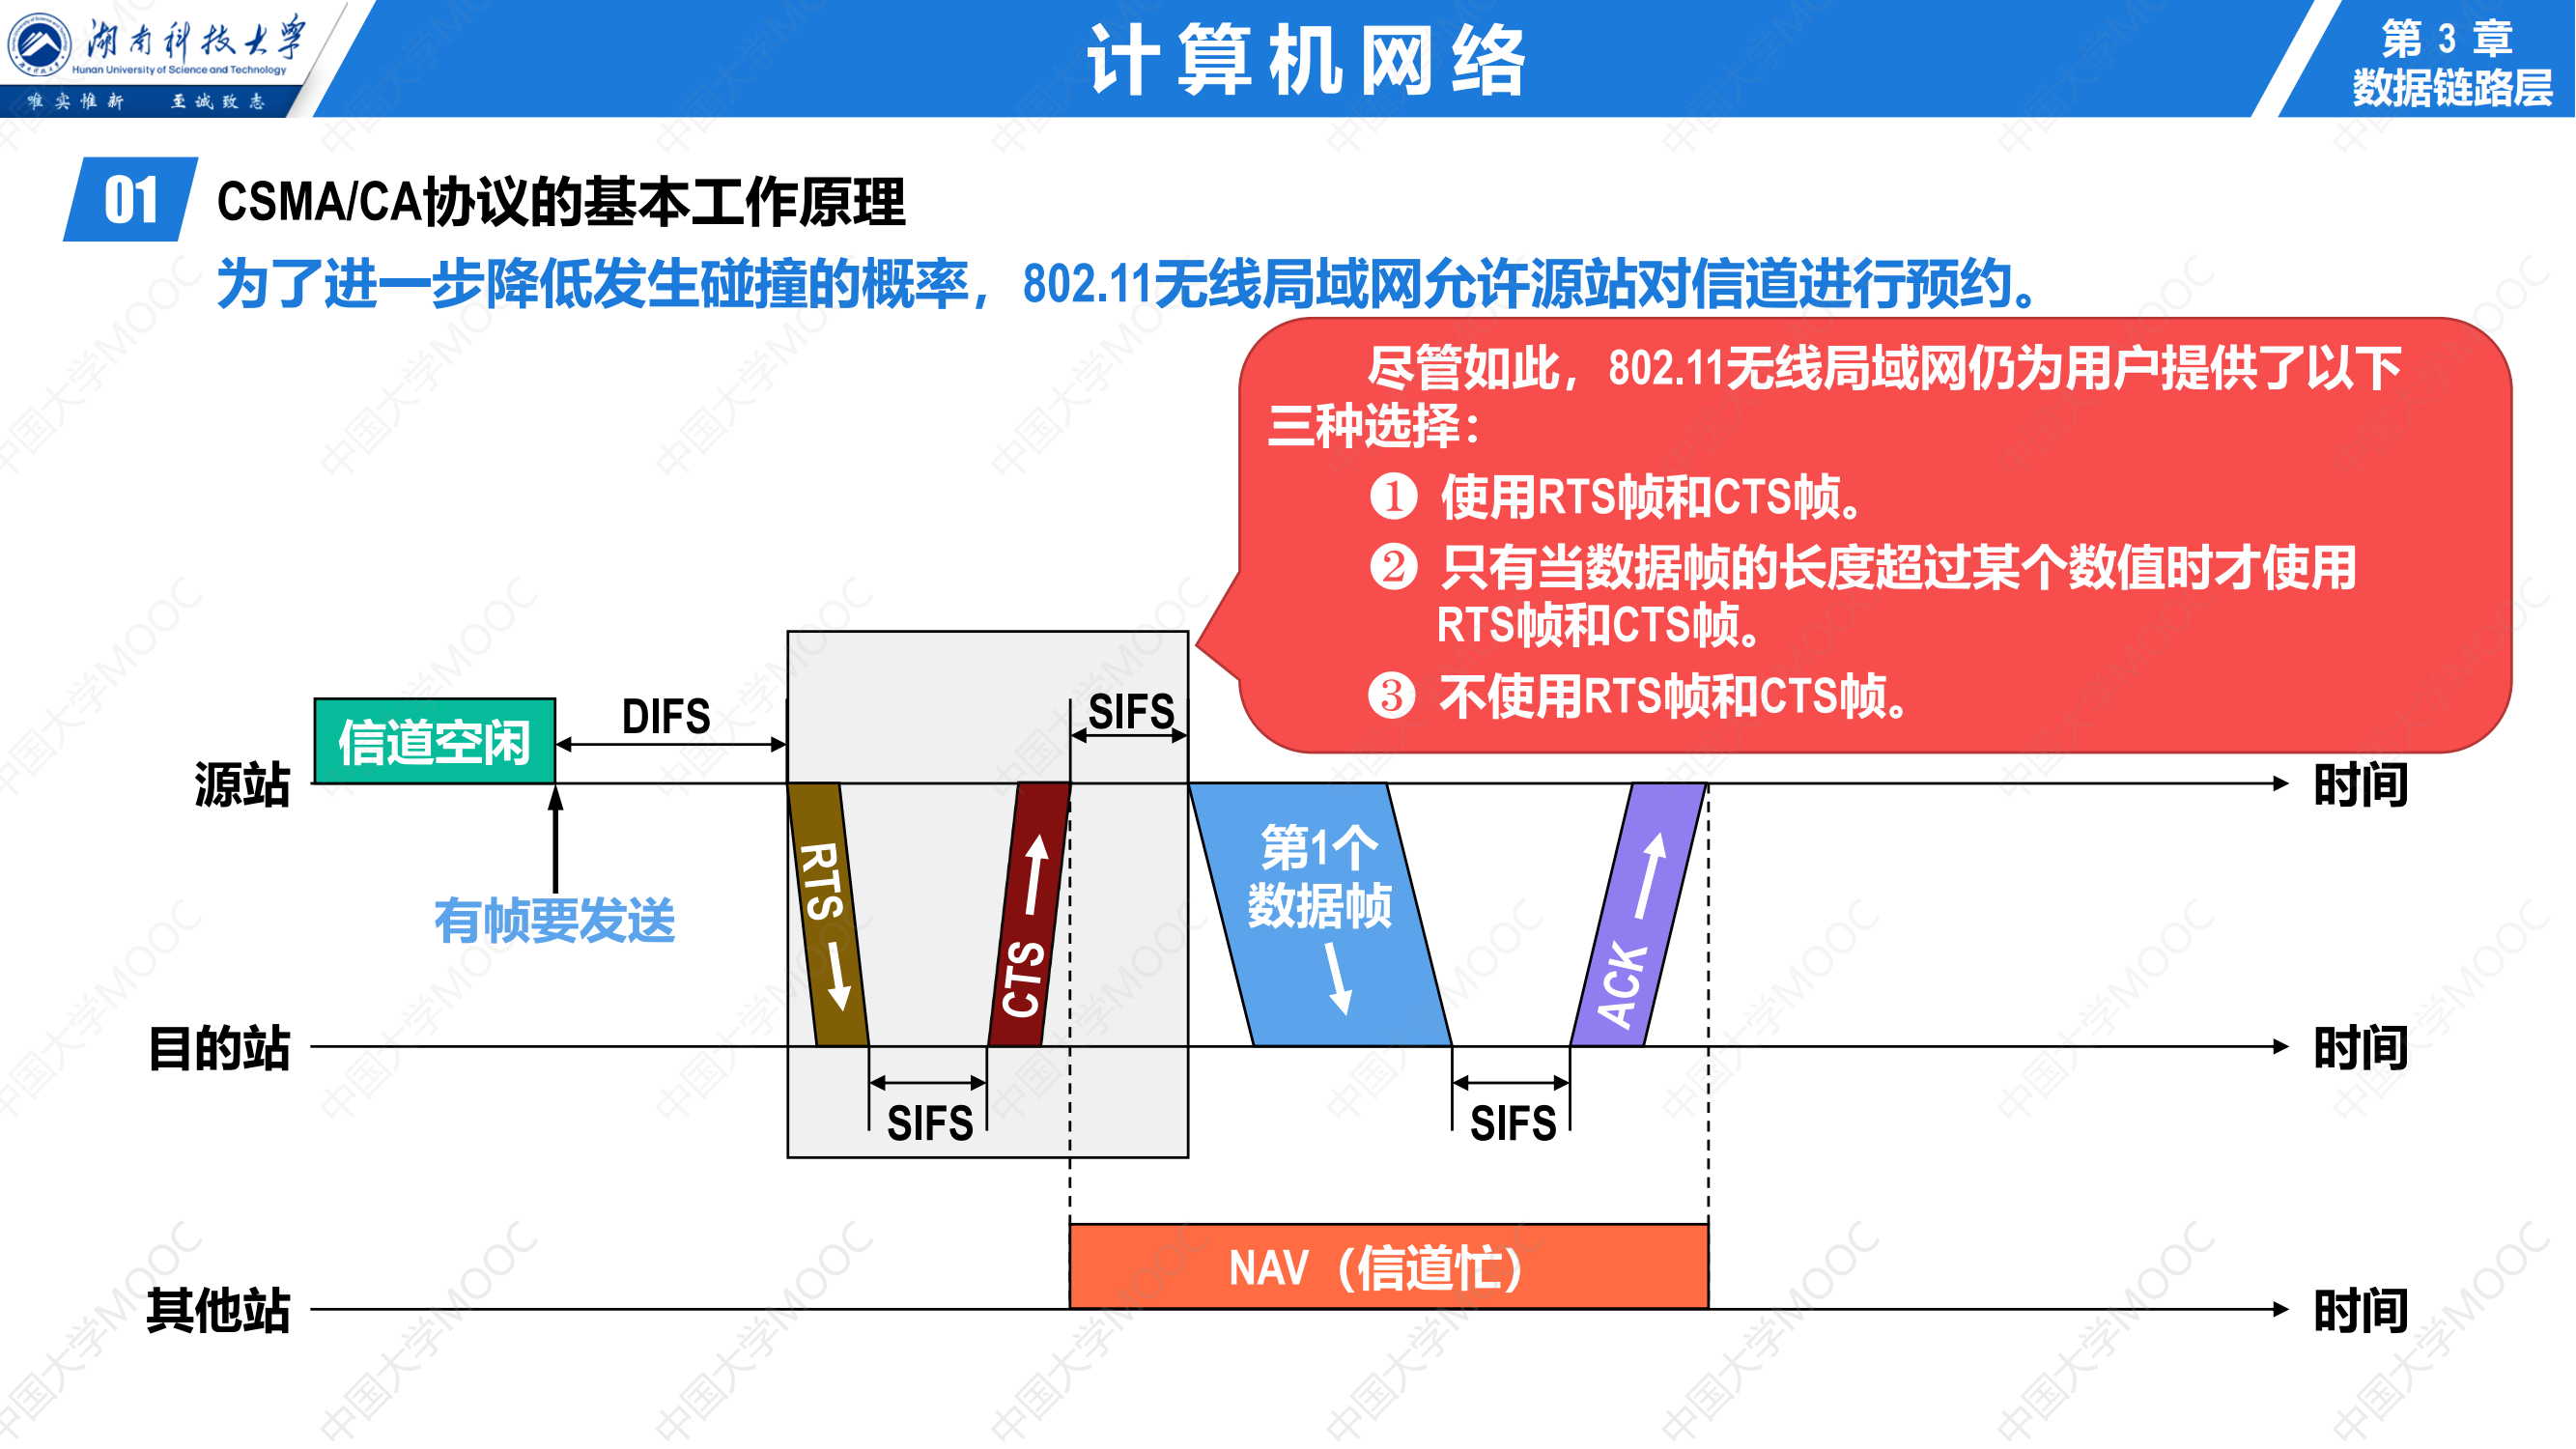 湖南科技大学
Hunan University of Science and Technology
唯实惟新 至诚致志
计算机网络
第 3 章
数据链路层
01
CSMA/CA协议的基本工作原理
为了进一步降低发生碰撞的概率，802.11无线局域网允许源站对信道进行预约。
尽管如此，802.11无线局域网仍为用户提供了以下
三种选择：
❶ 使用RTS帧和CTS帧。
❷ 只有当数据帧的长度超过某个数值时才使用
RTS帧和CTS帧。
❸ 不使用RTS帧和CTS帧。
信道空闲
DIFS
SIFS
源站
时间
RTS
CTS
第1个
数据帧
ACK
有帧要发送
目的站
时间
SIFS
SIFS
NAV（信道忙）
其他站
时间
中国大学MOOC